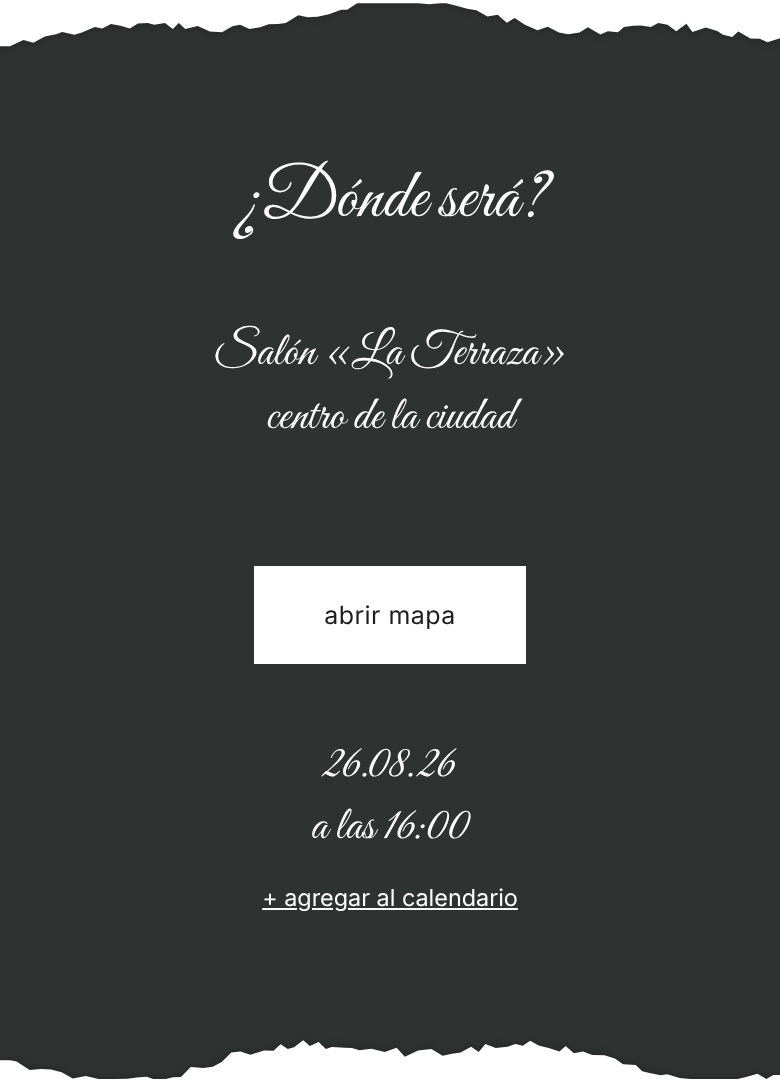 ¿Dónde será?
Salón «La Terraza»
centro de la ciudad
abrir mapa
26.08.26
a las 16:00
+ agregar al calendario